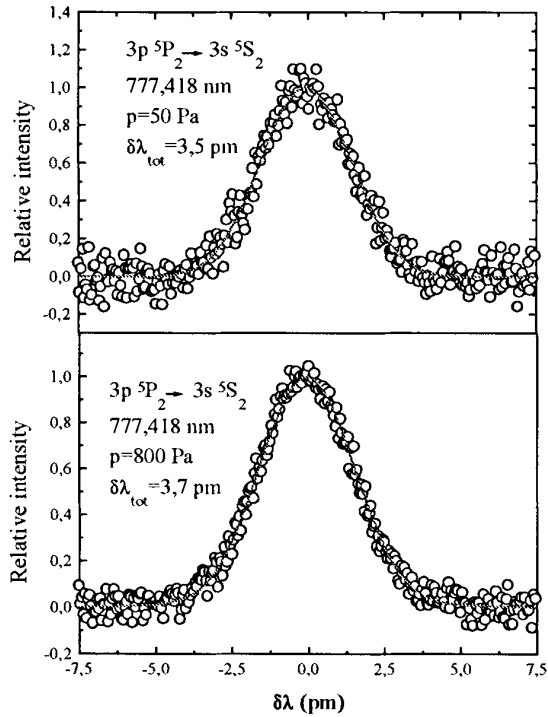 1,4
1,2
1,0
0,8
0,6
0,4
0,2
0,0
0,2
Relative intensity
3p ⁵P₂ → 3s ⁵S₂
777,418 nm
p=50 Pa
δλ_tot=3,5 pm
1,0
0,8
0,6
0,4
0,2
0,0
-0,2
Relative intensity
3p ⁵P₂ → 3s ⁵S₂
777,418 nm
p=800 Pa
δλ_tot=3,7 pm
-7,5 -5,0 -2,5 0,0 2,5 5,0 7,5
δλ (pm)